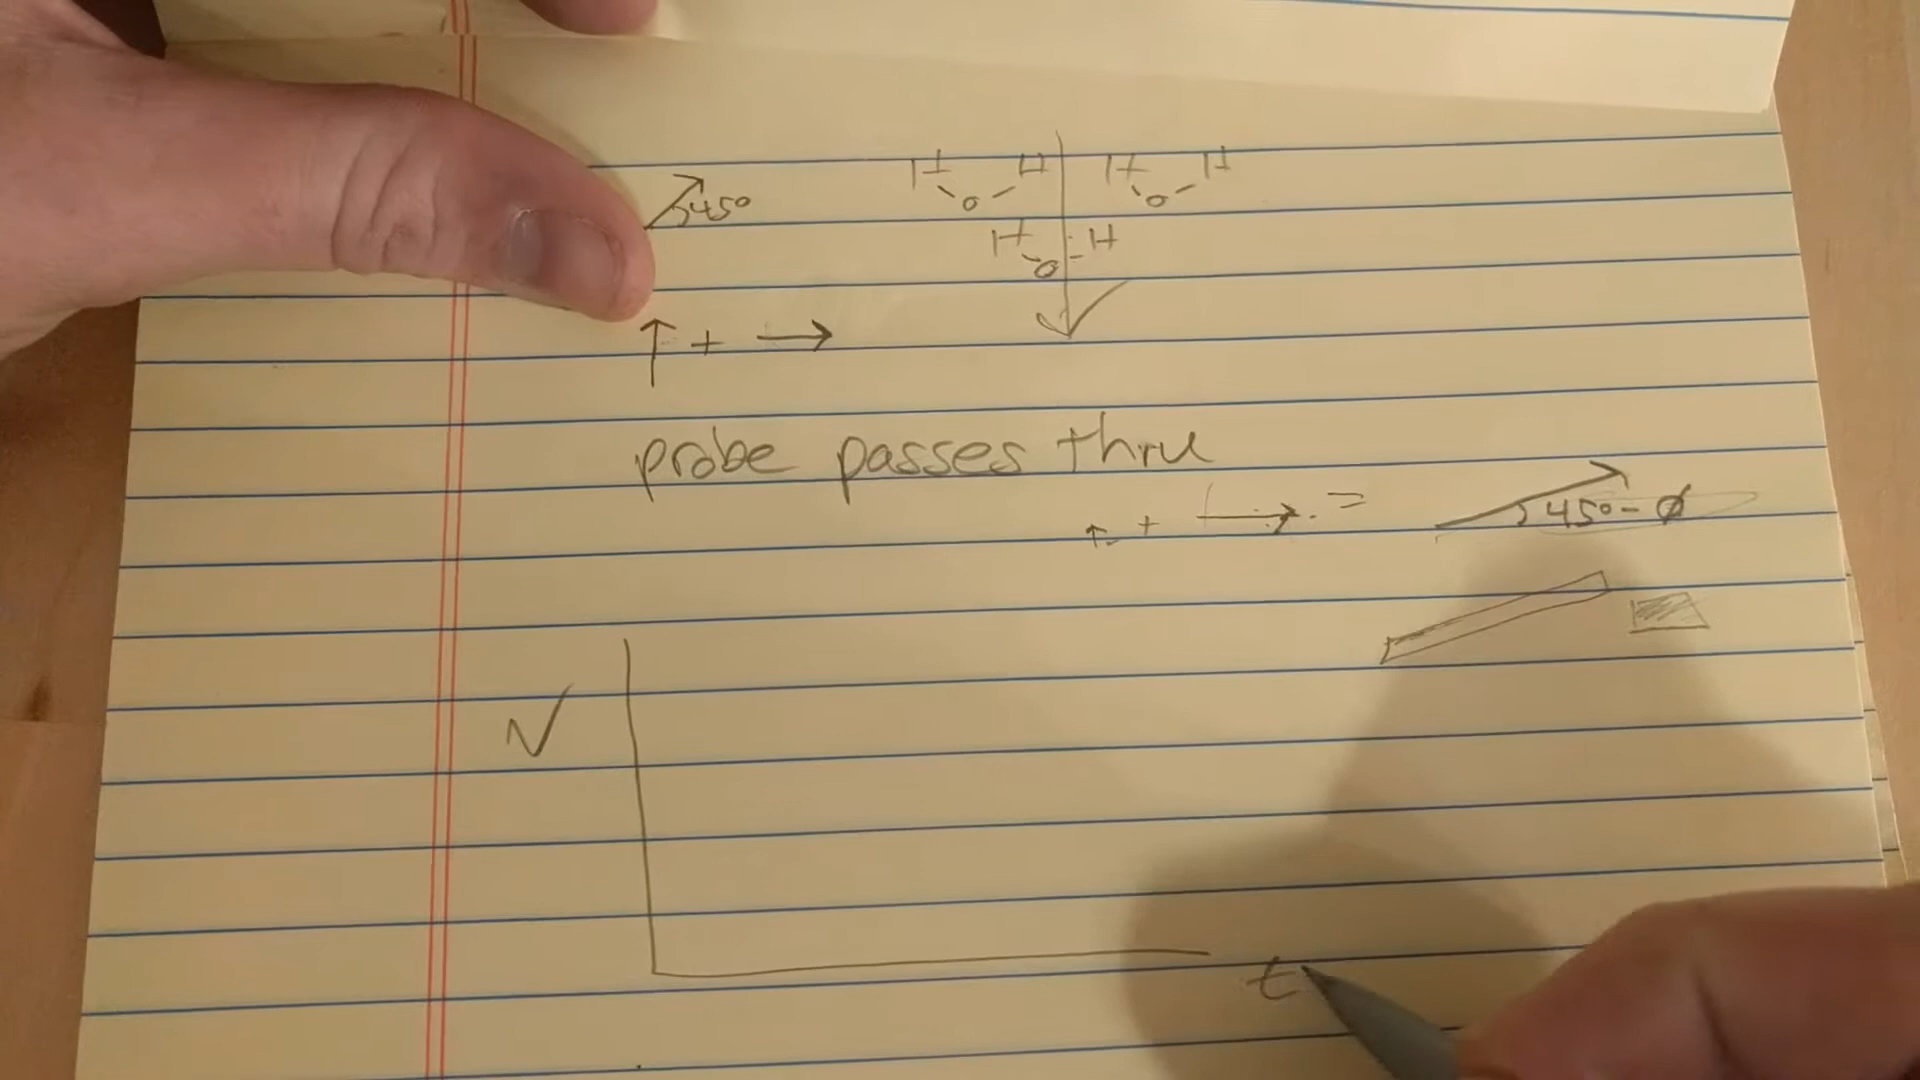 45°
H H H H
O O
H H
O
+
probe passes thru
+ = 45° - ϕ
V
t